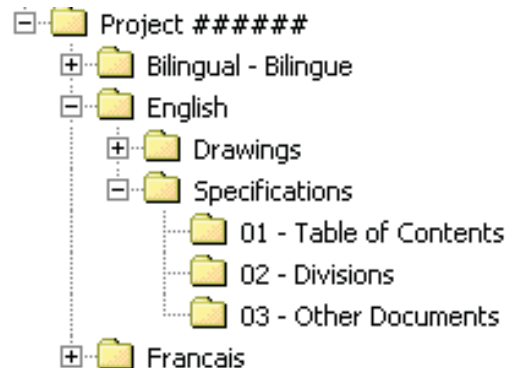 Project ######
Bilingual - Bilingue
English
Drawings
Specifications
01 - Table of Contents
02 - Divisions
03 - Other Documents
Francais